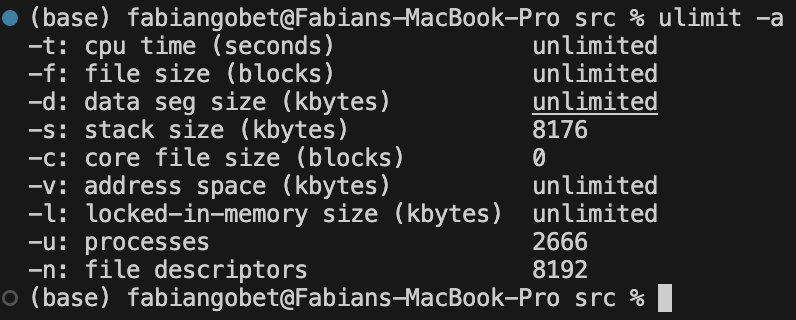 (base) fabiangobet@Fabians-MacBook-Pro src % ulimit -a
-t: cpu time (seconds)              unlimited
-f: file size (blocks)              unlimited
-d: data seg size (kbytes)          unlimited
-s: stack size (kbytes)             8176
-c: core file size (blocks)         0
-v: address space (kbytes)          unlimited
-l: locked-in-memory size (kbytes)  unlimited
-u: processes                       2666
-n: file descriptors                8192
(base) fabiangobet@Fabians-MacBook-Pro src %